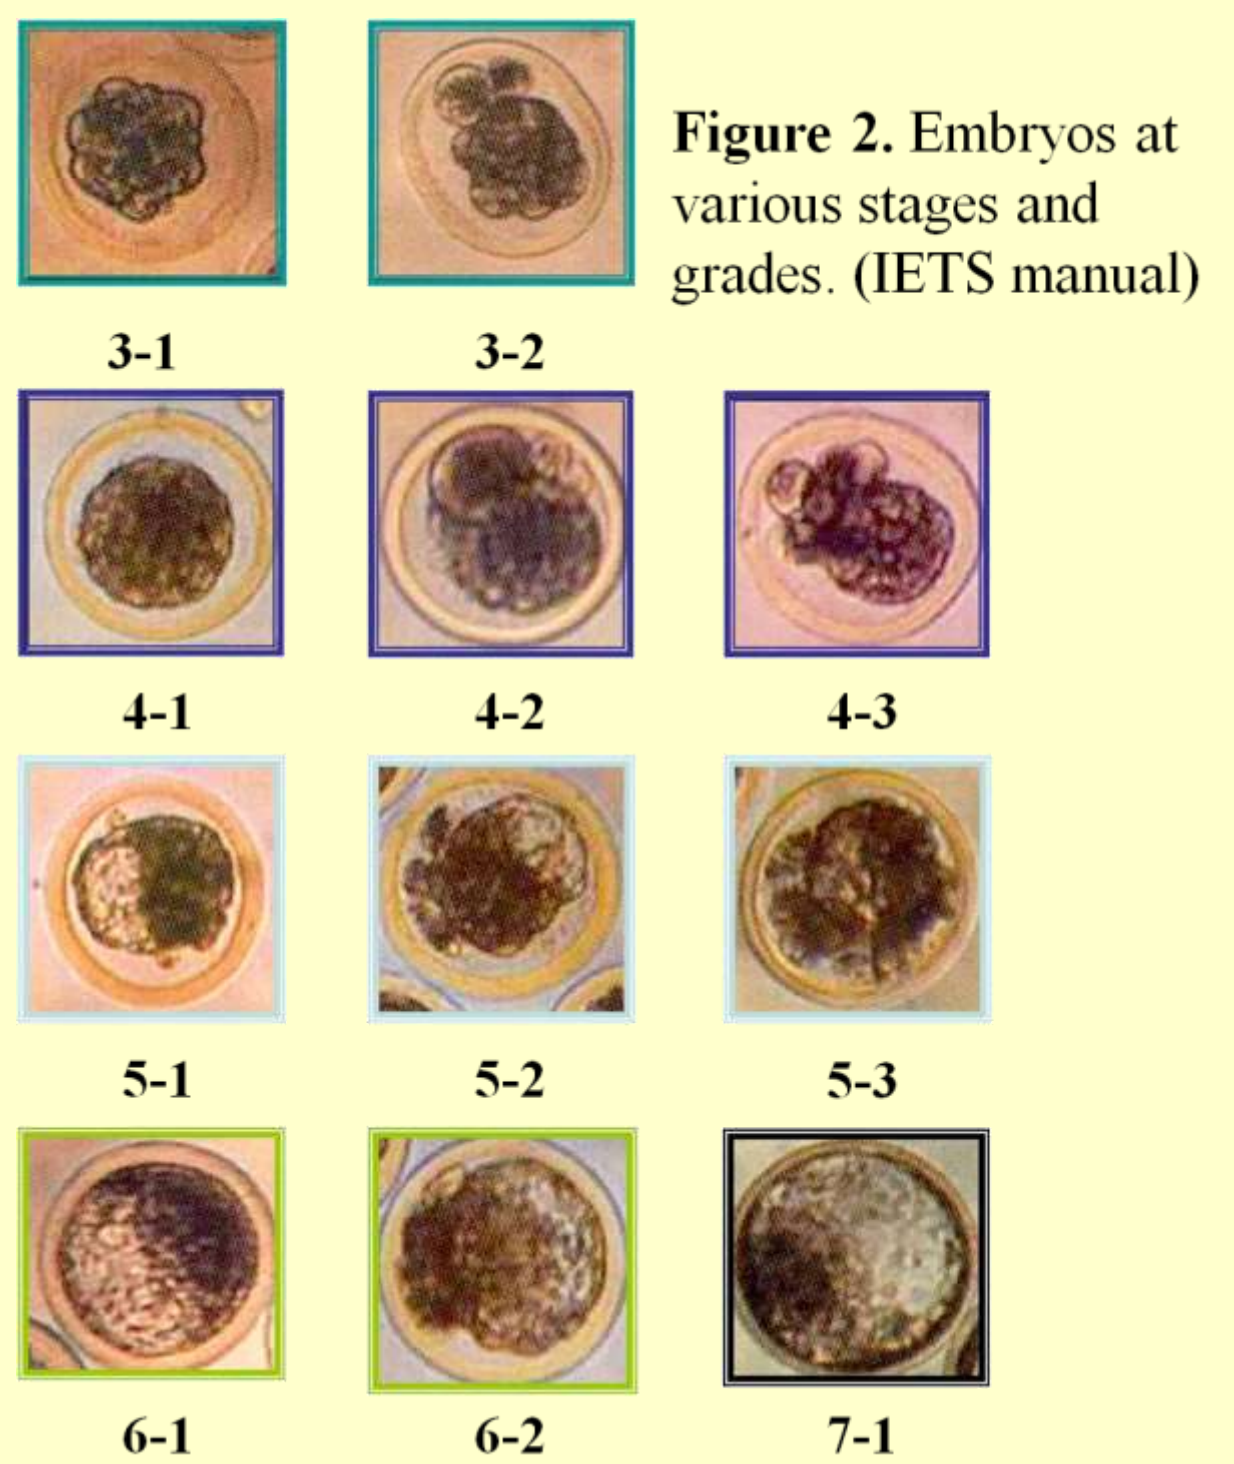 Figure 2. Embryos at
various stages and
grades. (IETS manual)
3-1 3-2
4-1 4-2 4-3
5-1 5-2 5-3
6-1 6-2 7-1